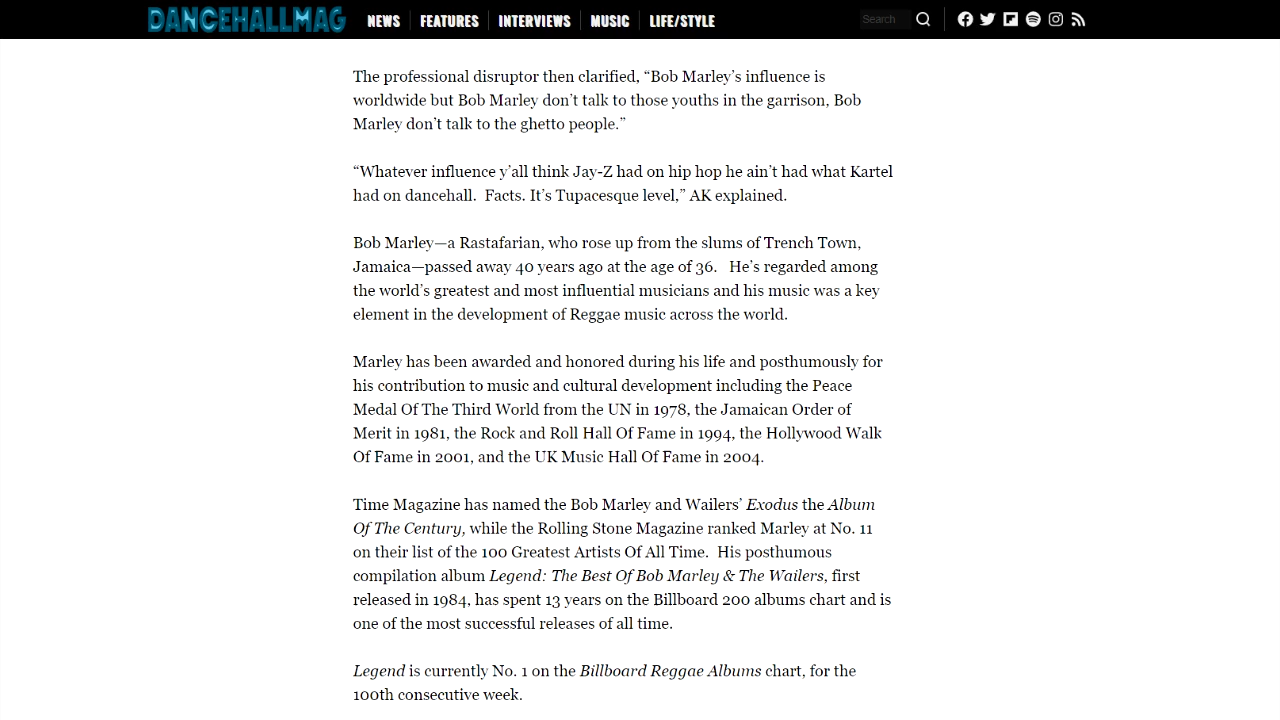 DANCEHALLMAG
NEWS FEATURES INTERVIEWS MUSIC LIFE/STYLE Search
The professional disruptor then clarified, “Bob Marley’s influence is
worldwide but Bob Marley don’t talk to those youths in the garrison, Bob
Marley don’t talk to the ghetto people.”
“Whatever influence y’all think Jay-Z had on hip hop he ain’t had what Kartel
had on dancehall.  Facts. It’s Tupacesque level,” AK explained.
Bob Marley—a Rastafarian, who rose up from the slums of Trench Town,
Jamaica—passed away 40 years ago at the age of 36.   He’s regarded among
the world’s greatest and most influential musicians and his music was a key
element in the development of Reggae music across the world.
Marley has been awarded and honored during his life and posthumously for
his contribution to music and cultural development including the Peace
Medal Of The Third World from the UN in 1978, the Jamaican Order of
Merit in 1981, the Rock and Roll Hall Of Fame in 1994, the Hollywood Walk
Of Fame in 2001, and the UK Music Hall Of Fame in 2004.
Time Magazine has named the Bob Marley and Wailers’ Exodus the Album
Of The Century, while the Rolling Stone Magazine ranked Marley at No. 11
on their list of the 100 Greatest Artists Of All Time.  His posthumous
compilation album Legend: The Best Of Bob Marley & The Wailers, first
released in 1984, has spent 13 years on the Billboard 200 albums chart and is
one of the most successful releases of all time.
Legend is currently No. 1 on the Billboard Reggae Albums chart, for the
100th consecutive week.